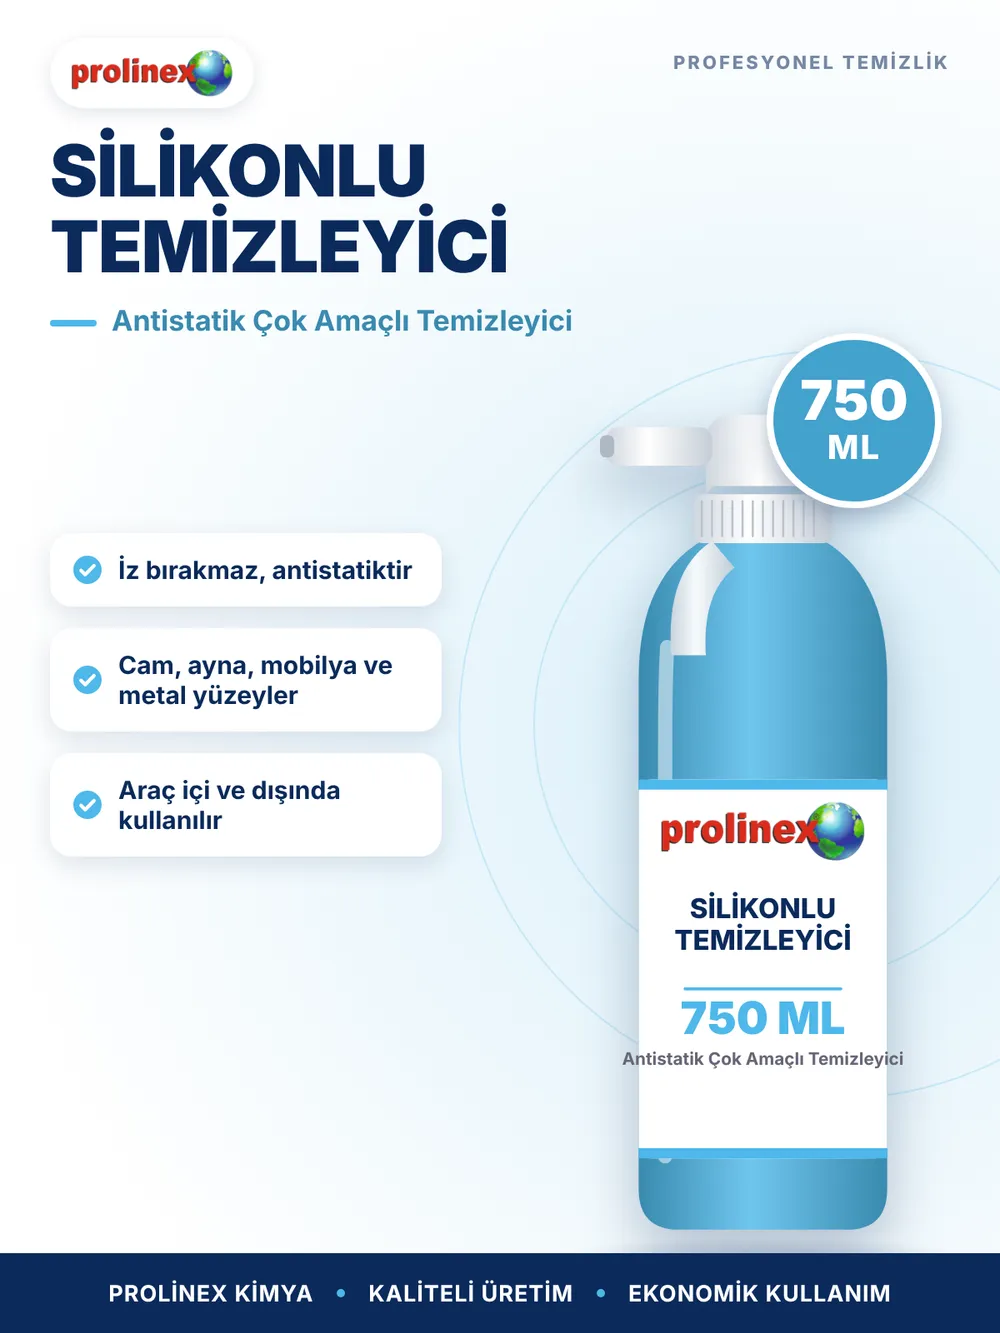 prolinex
PROFESYONEL TEMİZLİK
SİLİKONLU
TEMİZLEYİCİ
Antistatik Çok Amaçlı Temizleyici
750
ML
İz bırakmaz, antistatiktir
Cam, ayna, mobilya ve
metal yüzeyler
Araç içi ve dışında
kullanılır
prolinex
SİLİKONLU
TEMİZLEYİCİ
750 ML
Antistatik Çok Amaçlı Temizleyici
PROLİNEX KİMYA • KALİTELİ ÜRETİM • EKONOMİK KULLANIM